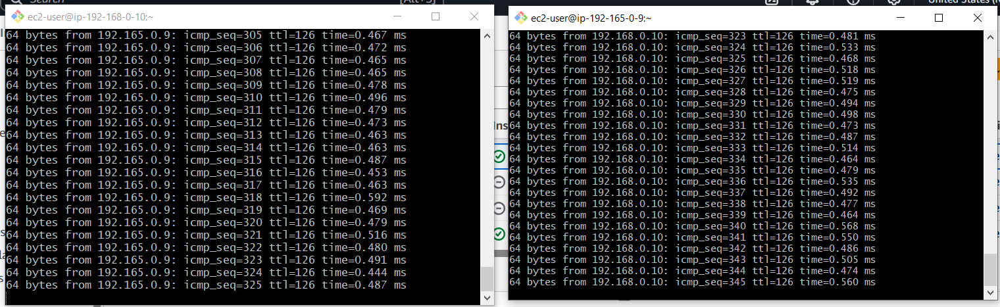 Search
[Alt+S]
United States (N
ec2-user@ip-192-168-0-10:~
64 bytes from 192.165.0.9: icmp_seq=305 ttl=126 time=0.467 ms
64 bytes from 192.165.0.9: icmp_seq=306 ttl=126 time=0.472 ms
64 bytes from 192.165.0.9: icmp_seq=307 ttl=126 time=0.465 ms
64 bytes from 192.165.0.9: icmp_seq=308 ttl=126 time=0.465 ms
64 bytes from 192.165.0.9: icmp_seq=309 ttl=126 time=0.478 ms
64 bytes from 192.165.0.9: icmp_seq=310 ttl=126 time=0.496 ms
64 bytes from 192.165.0.9: icmp_seq=311 ttl=126 time=0.479 ms
64 bytes from 192.165.0.9: icmp_seq=312 ttl=126 time=0.473 ms
64 bytes from 192.165.0.9: icmp_seq=313 ttl=126 time=0.463 ms
64 bytes from 192.165.0.9: icmp_seq=314 ttl=126 time=0.463 ms
64 bytes from 192.165.0.9: icmp_seq=315 ttl=126 time=0.487 ms
64 bytes from 192.165.0.9: icmp_seq=316 ttl=126 time=0.453 ms
64 bytes from 192.165.0.9: icmp_seq=317 ttl=126 time=0.463 ms
64 bytes from 192.165.0.9: icmp_seq=318 ttl=126 time=0.592 ms
64 bytes from 192.165.0.9: icmp_seq=319 ttl=126 time=0.469 ms
64 bytes from 192.165.0.9: icmp_seq=320 ttl=126 time=0.479 ms
64 bytes from 192.165.0.9: icmp_seq=321 ttl=126 time=0.516 ms
64 bytes from 192.165.0.9: icmp_seq=322 ttl=126 time=0.480 ms
64 bytes from 192.165.0.9: icmp_seq=323 ttl=126 time=0.491 ms
64 bytes from 192.165.0.9: icmp_seq=324 ttl=126 time=0.444 ms
64 bytes from 192.165.0.9: icmp_seq=325 ttl=126 time=0.487 ms
Ins
ec2-user@ip-192-165-0-9:~
64 bytes from 192.168.0.10: icmp_seq=323 ttl=126 time=0.481 ms
64 bytes from 192.168.0.10: icmp_seq=324 ttl=126 time=0.533 ms
64 bytes from 192.168.0.10: icmp_seq=325 ttl=126 time=0.468 ms
64 bytes from 192.168.0.10: icmp_seq=326 ttl=126 time=0.518 ms
64 bytes from 192.168.0.10: icmp_seq=327 ttl=126 time=0.519 ms
64 bytes from 192.168.0.10: icmp_seq=328 ttl=126 time=0.475 ms
64 bytes from 192.168.0.10: icmp_seq=329 ttl=126 time=0.494 ms
64 bytes from 192.168.0.10: icmp_seq=330 ttl=126 time=0.498 ms
64 bytes from 192.168.0.10: icmp_seq=331 ttl=126 time=0.473 ms
64 bytes from 192.168.0.10: icmp_seq=332 ttl=126 time=0.487 ms
64 bytes from 192.168.0.10: icmp_seq=333 ttl=126 time=0.514 ms
64 bytes from 192.168.0.10: icmp_seq=334 ttl=126 time=0.464 ms
64 bytes from 192.168.0.10: icmp_seq=335 ttl=126 time=0.479 ms
64 bytes from 192.168.0.10: icmp_seq=336 ttl=126 time=0.535 ms
64 bytes from 192.168.0.10: icmp_seq=337 ttl=126 time=0.492 ms
64 bytes from 192.168.0.10: icmp_seq=338 ttl=126 time=0.477 ms
64 bytes from 192.168.0.10: icmp_seq=339 ttl=126 time=0.464 ms
64 bytes from 192.168.0.10: icmp_seq=340 ttl=126 time=0.568 ms
64 bytes from 192.168.0.10: icmp_seq=341 ttl=126 time=0.550 ms
64 bytes from 192.168.0.10: icmp_seq=342 ttl=126 time=0.486 ms
64 bytes from 192.168.0.10: icmp_seq=343 ttl=126 time=0.505 ms
64 bytes from 192.168.0.10: icmp_seq=344 ttl=126 time=0.474 ms
64 bytes from 192.168.0.10: icmp_seq=345 ttl=126 time=0.560 ms